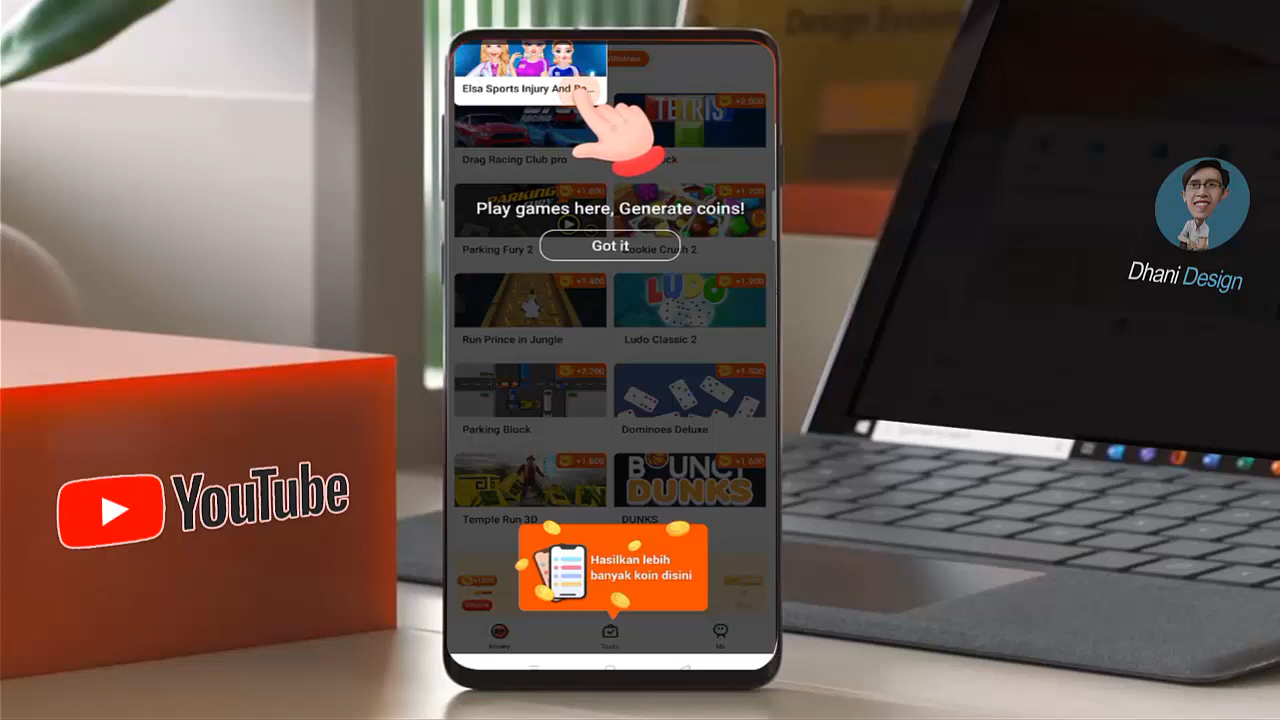 Elsa Sports Injury And
TETRIS
+2,000
Drag Racing Club pro
PARKING
FURY
+1,600
+1,200
Play games here, Generate coins!
Got it
Parking Fury 2
Cookie Crush 2
+1,400
LUDO
+1,900
Run Prince in Jungle
Ludo Classic 2
+2,200
+1,500
Parking Block
Dominoes Deluxe
+1,800
BOUNCY
DUNKS
+1,600
Temple Run 3D
DUNKS
Hasilkan lebih
banyak koin disini
Money
Tasks
Me
YouTube
Dhani Design